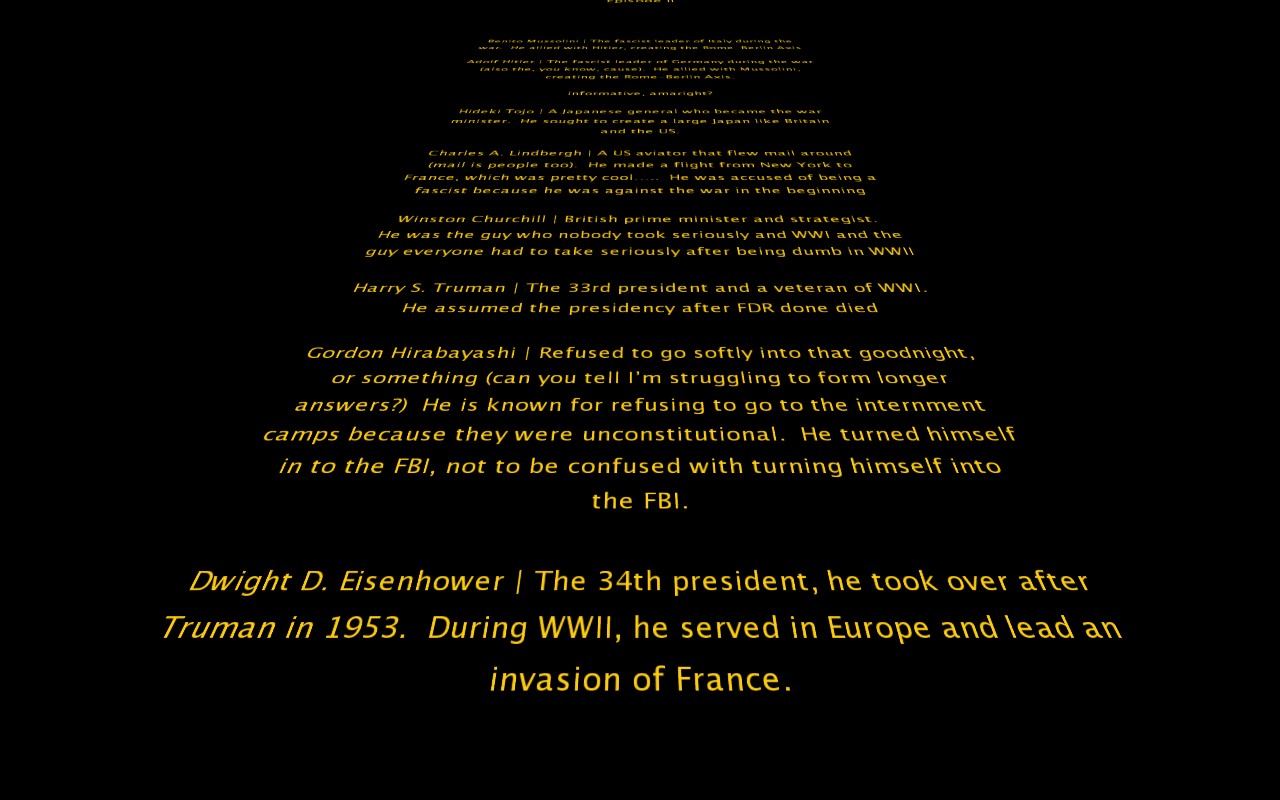 Episode II
Benito Mussolini | The fascist leader of Italy during the
war.  He allied with Hitler, creating the Rome-Berlin Axis
Adolf Hitler | The fascist leader of Germany during the war
(also the, you know, cause).  He allied with Mussolini,
creating the Rome-Berlin Axis.
informative, amaright?
Hideki Tojo | A Japanese general who became the war
minister.  He sought to create a large Japan like Britain
and the US.
Charles A. Lindbergh | A US aviator that flew mail around
(mail is people too).  He made a flight from New York to
France, which was pretty cool.....  He was accused of being a
fascist because he was against the war in the beginning
Winston Churchill | British prime minister and strategist.
He was the guy who nobody took seriously and WWI and the
guy everyone had to take seriously after being dumb in WWII
Harry S. Truman | The 33rd president and a veteran of WWI.
He assumed the presidency after FDR done died
Gordon Hirabayashi | Refused to go softly into that goodnight,
or something (can you tell I'm struggling to form longer
answers?)  He is known for refusing to go to the internment
camps because they were unconstitutional.  He turned himself
in to the FBI, not to be confused with turning himself into
the FBI.
Dwight D. Eisenhower | The 34th president, he took over after
Truman in 1953.  During WWII, he served in Europe and lead an
invasion of France.